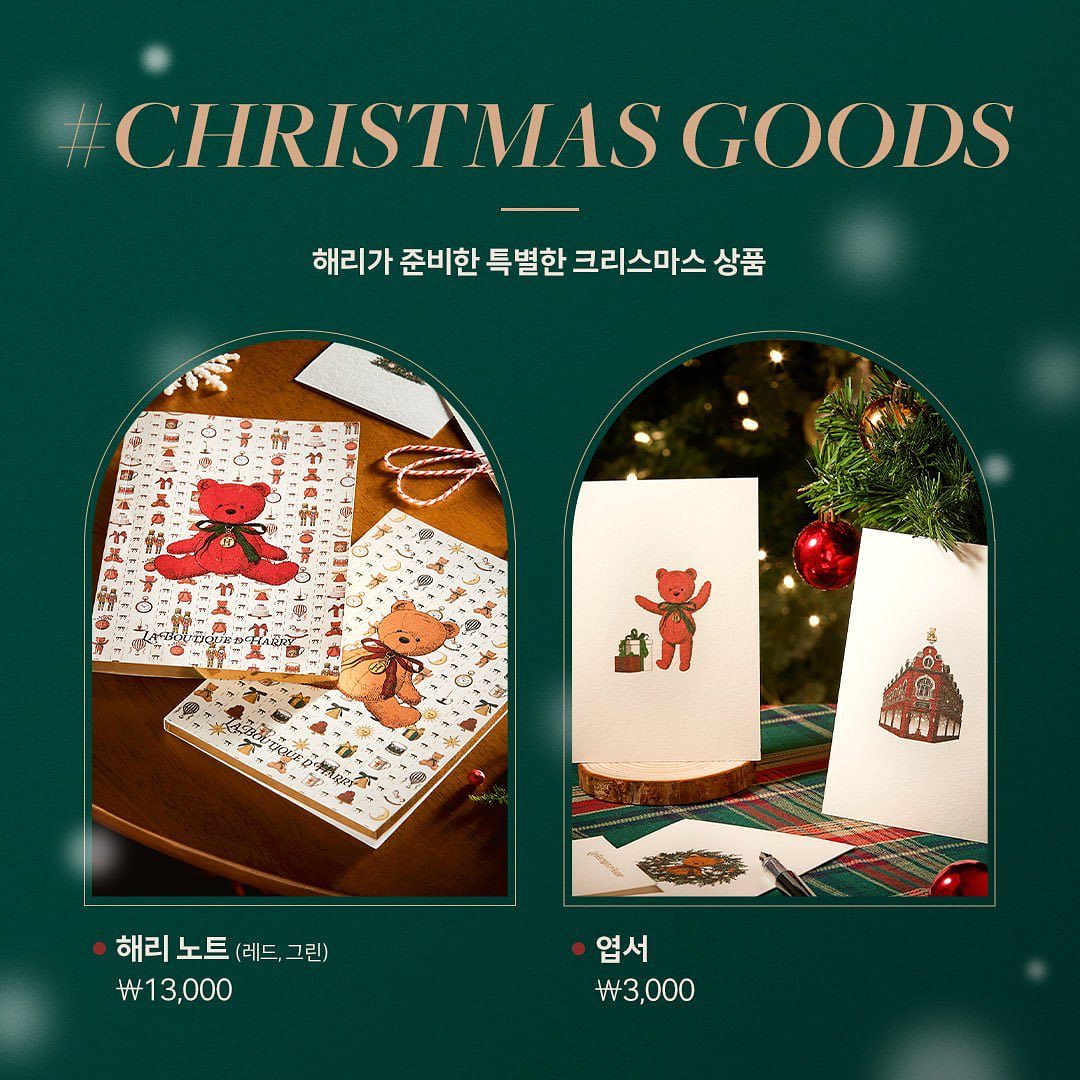 #CHRISTMAS GOODS
해리가 준비한 특별한 크리스마스 상품
LA BOUTIQUE D HARRY
LA BOUTIQUE D HARRY
H
H
H
해리 노트 (레드, 그린)
₩13,000
엽서
₩3,000